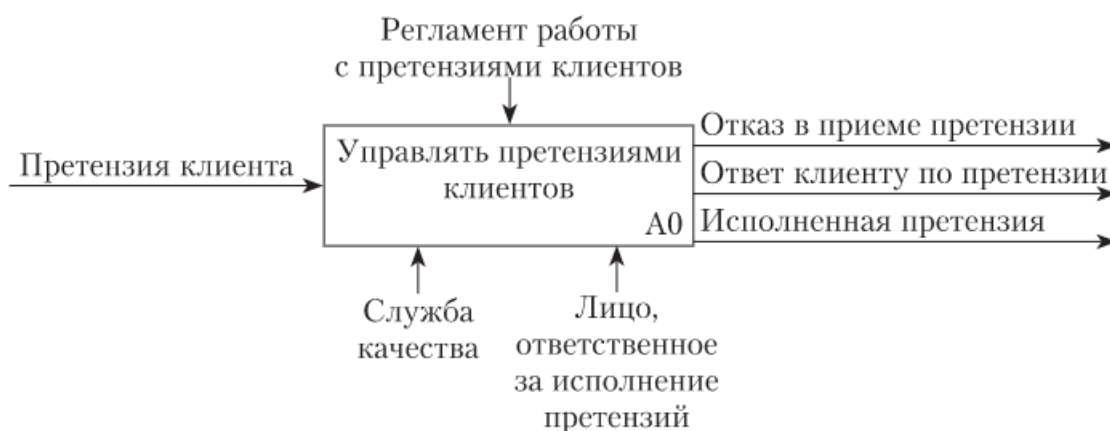 Регламент работы
с претензиями клиентов
Претензия клиента
Управлять претензиями
клиентов
А0
Отказ в приеме претензии
Ответ клиенту по претензии
Исполненная претензия
Служба
качества
Лицо,
ответственное
за исполнение
претензий